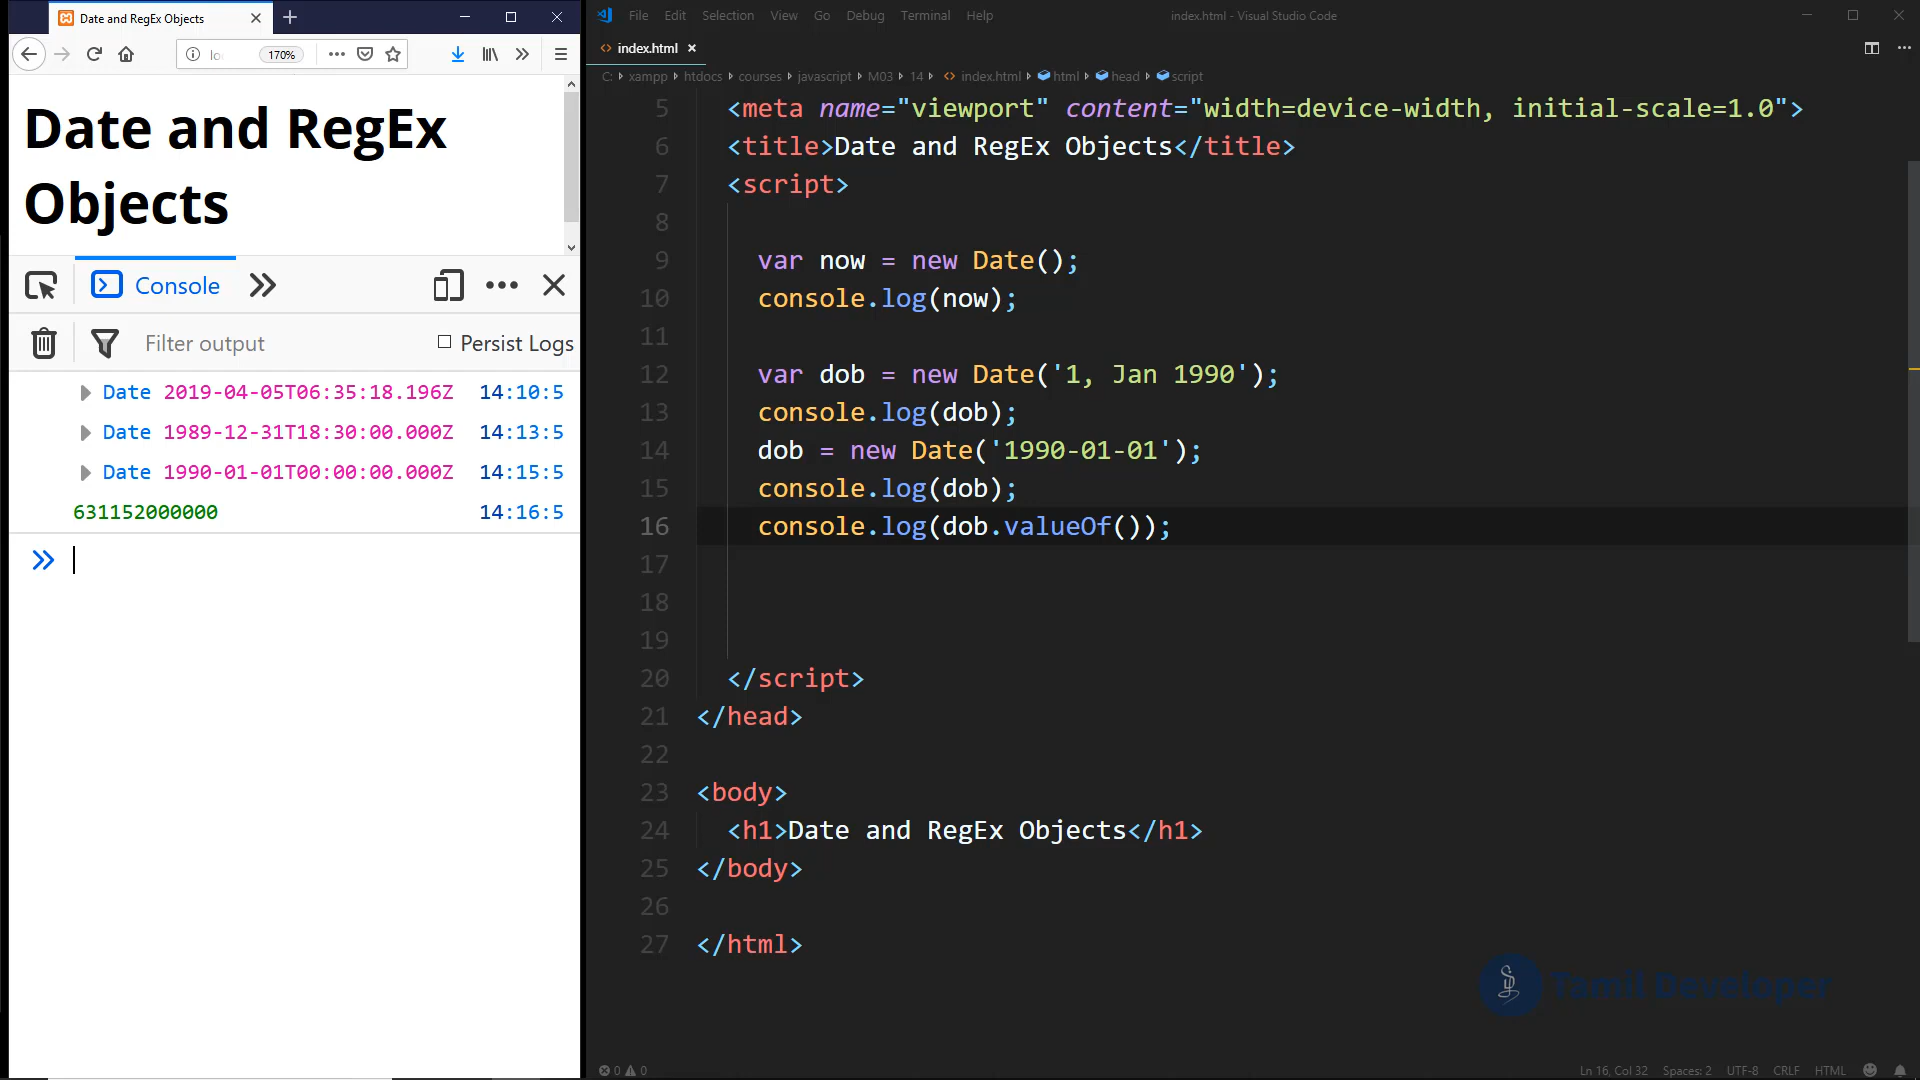 Date and RegEx Objects
170%
Date and RegEx
Objects
Console
Filter output
Persist Logs
Date 2019-04-05T06:35:18.196Z 14:10:5
Date 1989-12-31T18:30:00.000Z 14:13:5
Date 1990-01-01T00:00:00.000Z 14:15:5
631152000000 14:16:5
File Edit Selection View Go Debug Terminal Help
index.html - Visual Studio Code
index.html
C: xampp htdocs courses javascript M03 14 index.html html head script
5 <meta name="viewport" content="width=device-width, initial-scale=1.0">
6 <title>Date and RegEx Objects</title>
7 <script>
8
9 var now = new Date();
10 console.log(now);
11
12 var dob = new Date('1, Jan 1990');
13 console.log(dob);
14 dob = new Date('1990-01-01');
15 console.log(dob);
16 console.log(dob.valueOf());
17
18
19
20 </script>
21 </head>
22
23 <body>
24 <h1>Date and RegEx Objects</h1>
25 </body>
26
27 </html>
Tamil Developer
0 0
Ln 16, Col 32 Spaces: 2 UTF-8 CRLF HTML